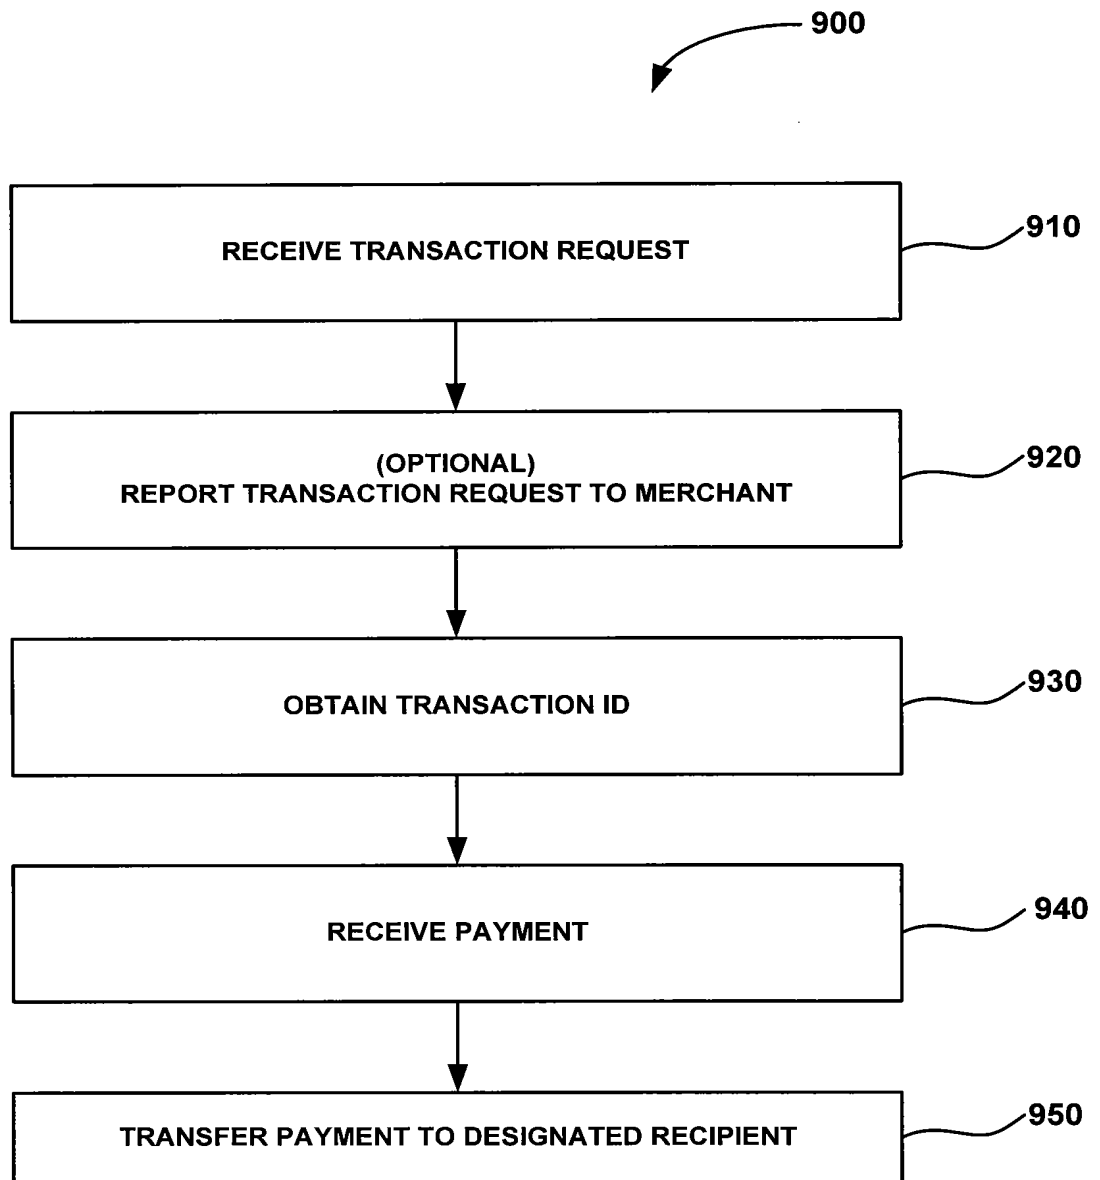 900
RECEIVE TRANSACTION REQUEST
910
(OPTIONAL)
REPORT TRANSACTION REQUEST TO MERCHANT
920
OBTAIN TRANSACTION ID
930
RECEIVE PAYMENT
940
TRANSFER PAYMENT TO DESIGNATED RECIPIENT
950